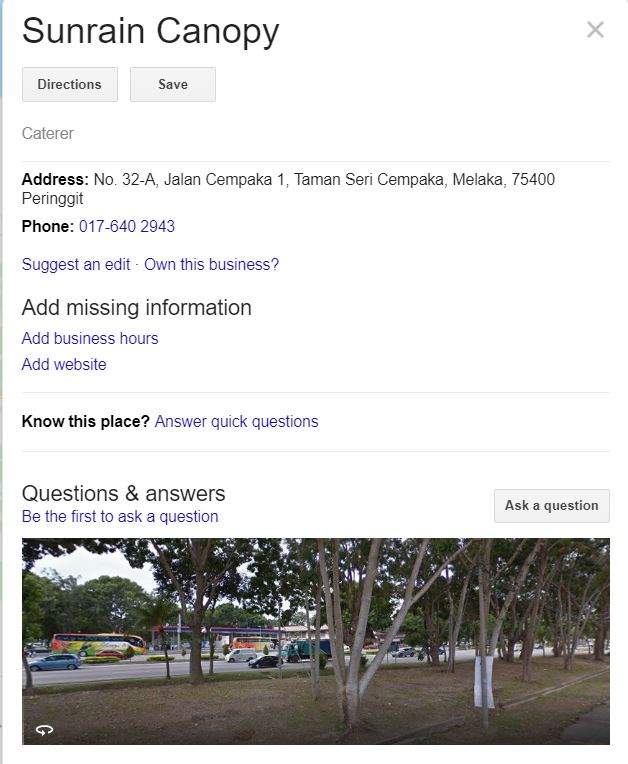 Sunrain Canopy
Directions
Save
Caterer
Address: No. 32-A, Jalan Cempaka 1, Taman Seri Cempaka, Melaka, 75400
Peringgit
Phone: 017-640 2943
Suggest an edit · Own this business?
Add missing information
Add business hours
Add website
Know this place? Answer quick questions
Questions & answers
Be the first to ask a question
Ask a question